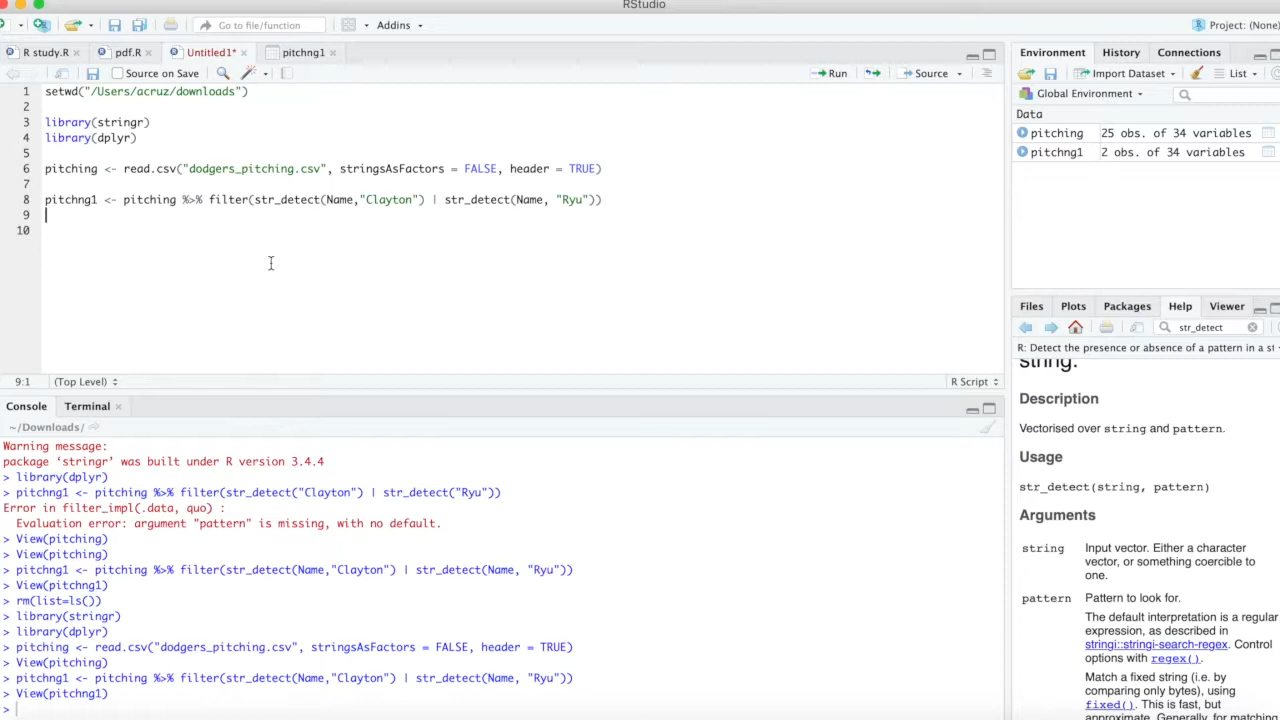 RStudio
Go to file/function
Addins
Project: (None)
R study.R
pdf.R
Untitled1*
pitchng1
Source on Save
Run
Source
1 setwd("/Users/acruz/downloads")
2
3 library(stringr)
4 library(dplyr)
5
6 pitching <- read.csv("dodgers_pitching.csv", stringsAsFactors = FALSE, header = TRUE)
7
8 pitchng1 <- pitching %>% filter(str_detect(Name,"Clayton") | str_detect(Name, "Ryu"))
9
10
9:1 (Top Level) R Script
Console Terminal
~/Downloads/
Warning message:
package ‘stringr’ was built under R version 3.4.4
> library(dplyr)
> pitchng1 <- pitching %>% filter(str_detect("Clayton") | str_detect("Ryu"))
Error in filter_impl(.data, quo) :
Evaluation error: argument "pattern" is missing, with no default.
> View(pitching)
> View(pitching)
> pitchng1 <- pitching %>% filter(str_detect(Name,"Clayton") | str_detect(Name, "Ryu"))
> View(pitchng1)
> rm(list=ls())
> library(stringr)
> library(dplyr)
> pitching <- read.csv("dodgers_pitching.csv", stringsAsFactors = FALSE, header = TRUE)
> View(pitching)
> pitchng1 <- pitching %>% filter(str_detect(Name,"Clayton") | str_detect(Name, "Ryu"))
> View(pitchng1)
>
Environment History Connections
Import Dataset List
Global Environment
Data
pitching 25 obs. of 34 variables
pitchng1 2 obs. of 34 variables
Files Plots Packages Help Viewer
str_detect
R: Detect the presence or absence of a pattern in a st
string.
Description
Vectorised over string and pattern.
Usage
str_detect(string, pattern)
Arguments
string Input vector. Either a character
vector, or something coercible to
one.
pattern Pattern to look for.
The default interpretation is a regular
expression, as described in
stringi::stringi-search-regex. Control
options with regex().
Match a fixed string (i.e. by
comparing only bytes), using
fixed(). This is fast, but
approximate. Generally, for matching